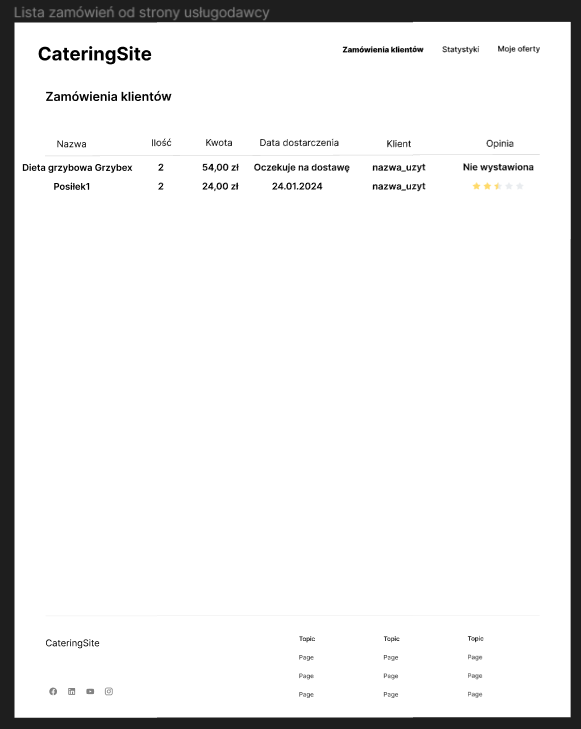 Lista zamówień od strony usługodawcy
CateringSite
Zamówienia klientów Statystyki Moje oferty
Zamówienia klientów
Nazwa Ilość Kwota Data dostarczenia Klient Opinia
Dieta grzybowa Grzybex 2 54,00 zł Oczekuje na dostawę nazwa_uzyt Nie wystawiona
Posiłek1 2 24,00 zł 24.01.2024 nazwa_uzyt
CateringSite
Topic Topic Topic
Page Page Page
Page Page Page
Page Page Page